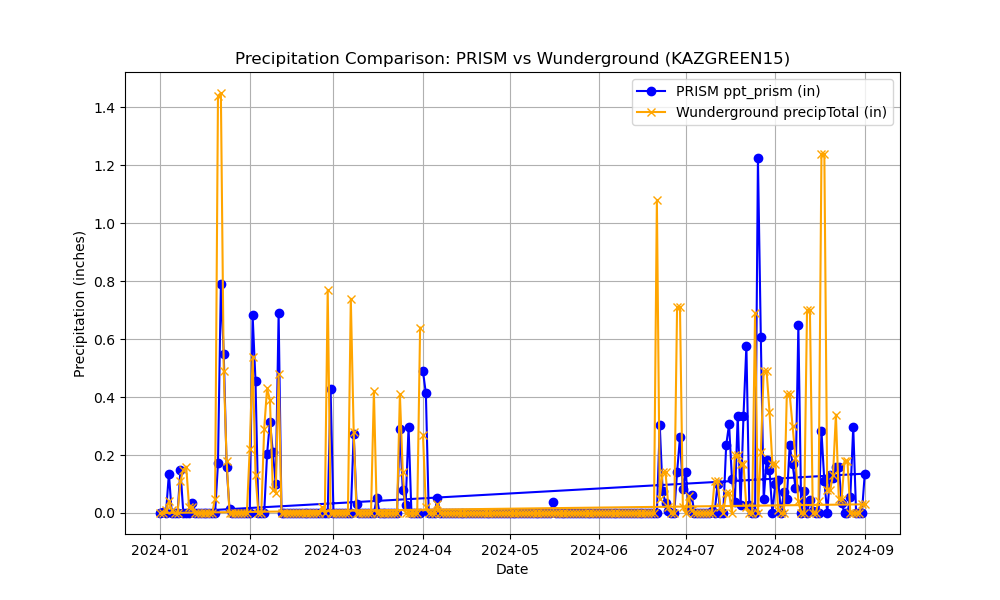 Precipitation Comparison: PRISM vs Wunderground (KAZGREEN15)
PRISM ppt_prism (in)
Wunderground precipTotal (in)
Precipitation (inches)
1.4
1.2
1.0
0.8
0.6
0.4
0.2
0.0
2024-01 2024-02 2024-03 2024-04 2024-05 2024-06 2024-07 2024-08 2024-09
Date